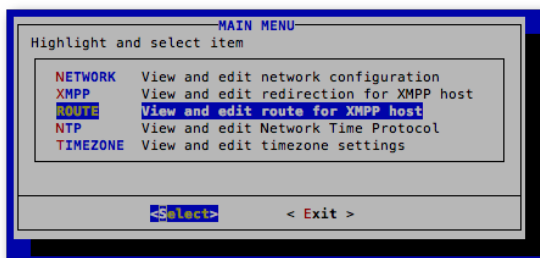 MAIN MENU
Highlight and select item
NETWORK View and edit network configuration
XMPP View and edit redirection for XMPP host
ROUTE View and edit route for XMPP host
NTP View and edit Network Time Protocol
TIMEZONE View and edit timezone settings
<Select> < Exit >